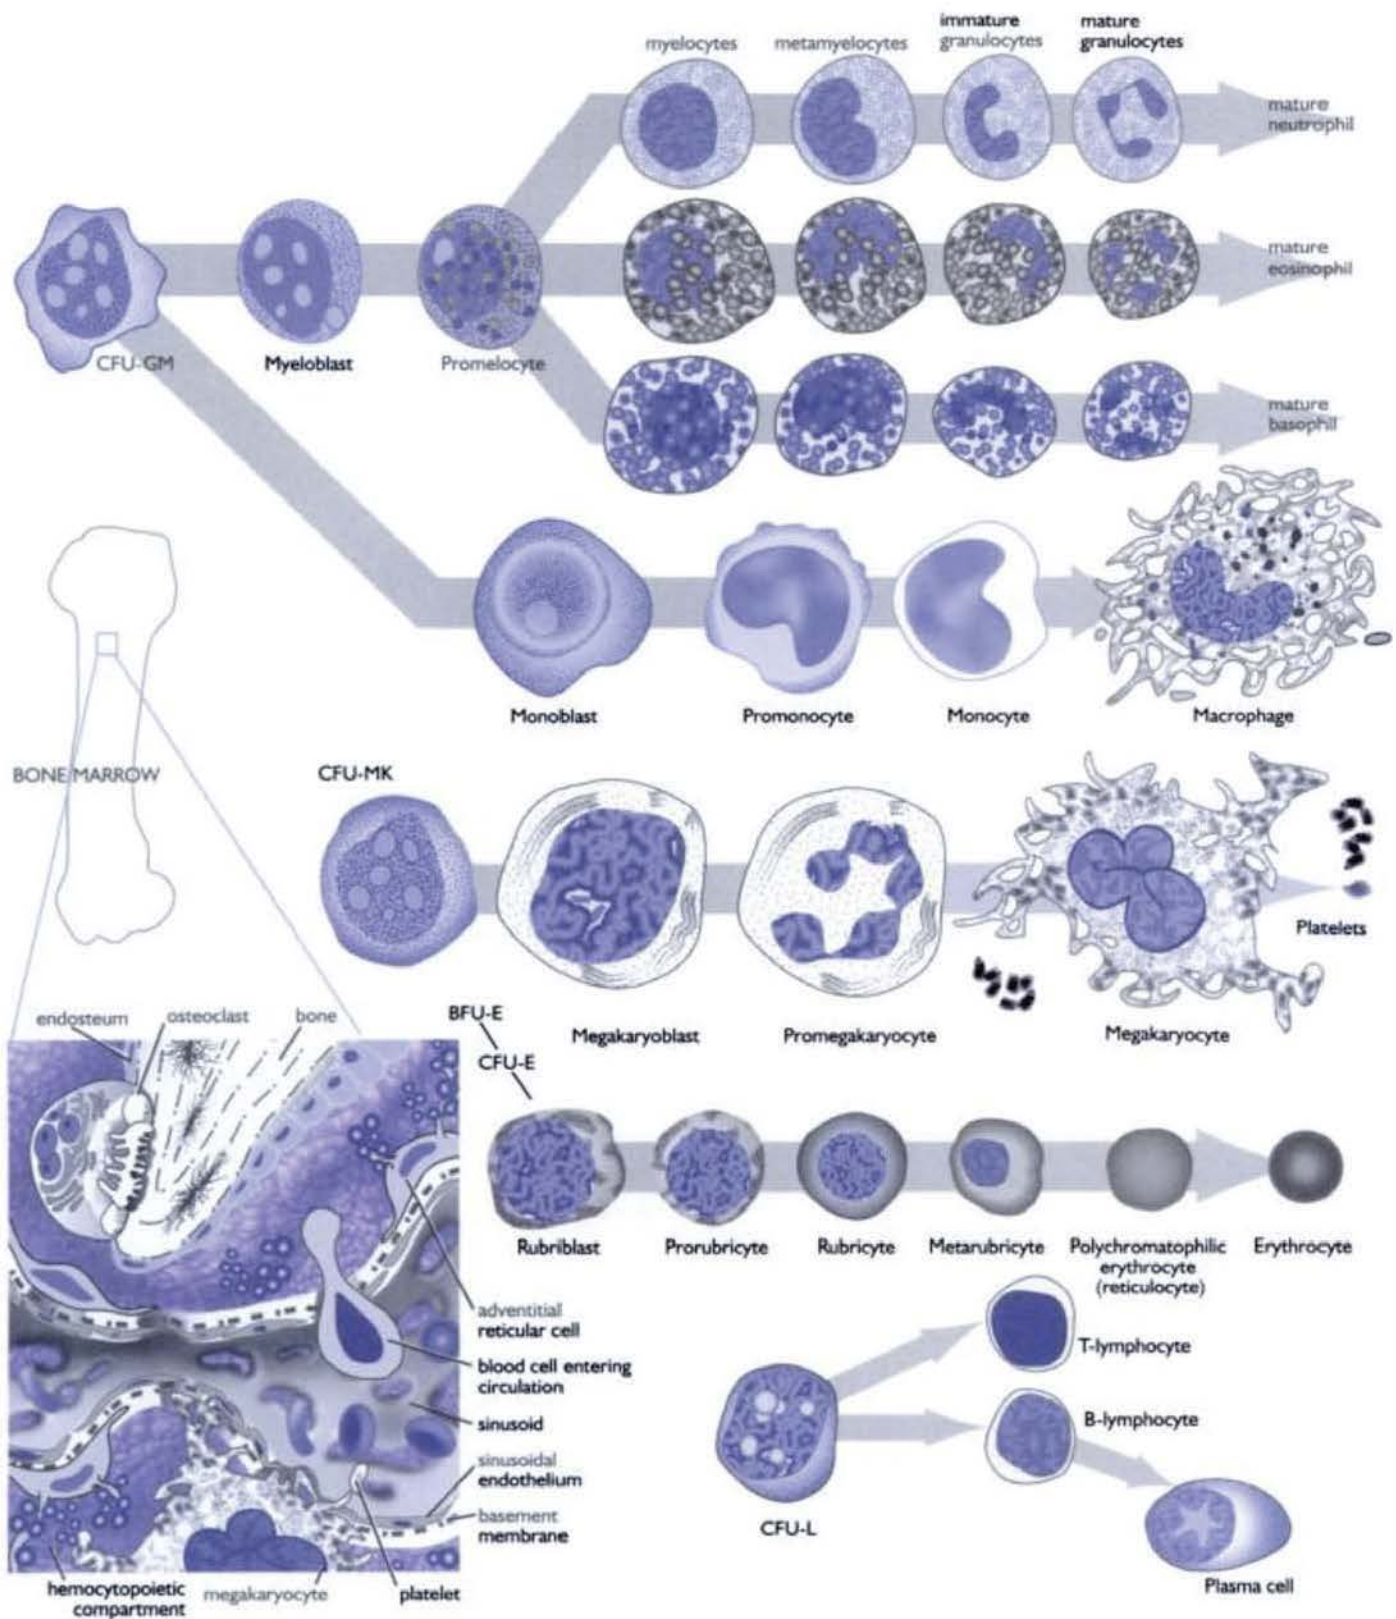 myelocytes
metamyelocytes
immature
granulocytes
mature
granulocytes
mature
neutrophil
mature
eosinophil
CFU-GM
Myeloblast
Promelocyte
mature
basophil
Monoblast
Promonocyte
Monocyte
Macrophage
BONE MARROW
CFU-MK
Platelets
Megakaryoblast
Promegakaryocyte
Megakaryocyte
endosteum
osteoclast
bone
BFU-E
CFU-E
Rubriblast
Prorubricyte
Rubricyte
Metarubricyte
Polychromatophilic
erythrocyte
(reticulocyte)
Erythrocyte
adventitial
reticular cell
blood cell entering
circulation
sinusoid
sinusoidal
endothelium
basement
membrane
T-lymphocyte
B-lymphocyte
CFU-L
Plasma cell
hemocytopoietic
compartment
megakaryocyte
platelet